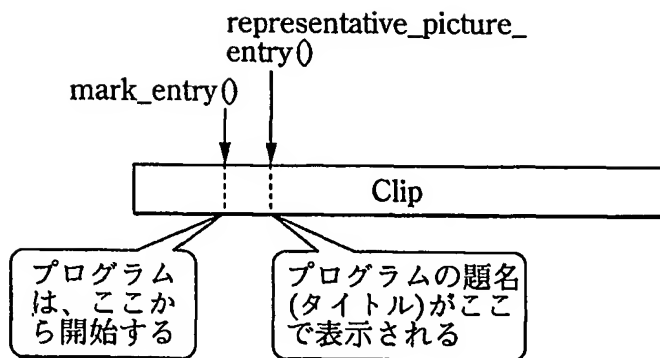 representative_picture_
entry()
mark_entry()
Clip
プログラム
は、ここか
ら開始する
プログラムの題名
(タイトル)がここ
で表示される